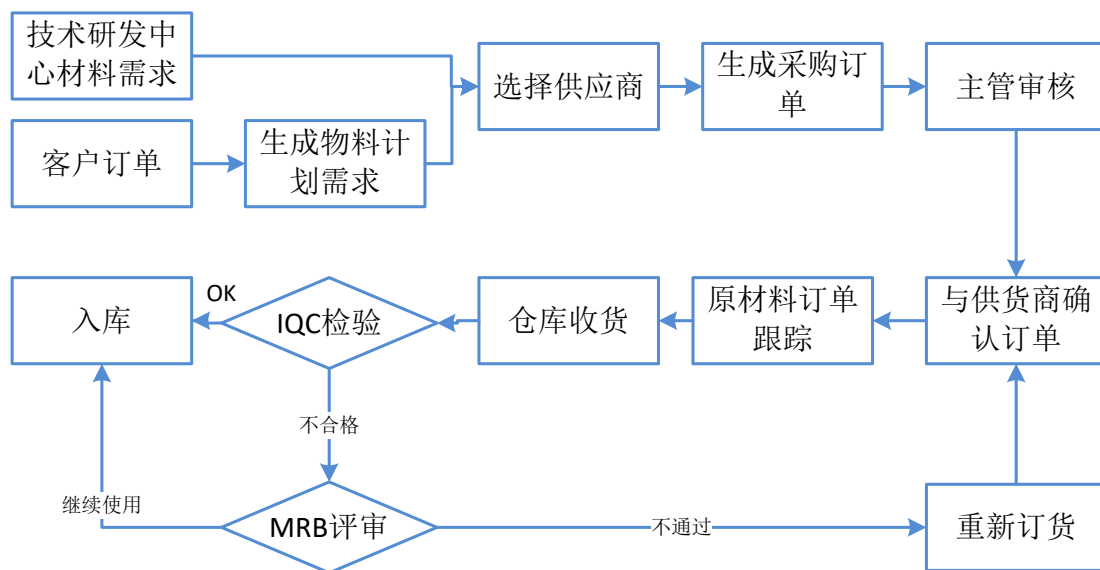 技术研发中
心材料需求
选择供应商
生成采购订
单
主管审核
客户订单
生成物料计
划需求
入库
OK
IQC检验
仓库收货
原材料订单
跟踪
与供货商确
认订单
不合格
继续使用
MRB评审
不通过
重新订货